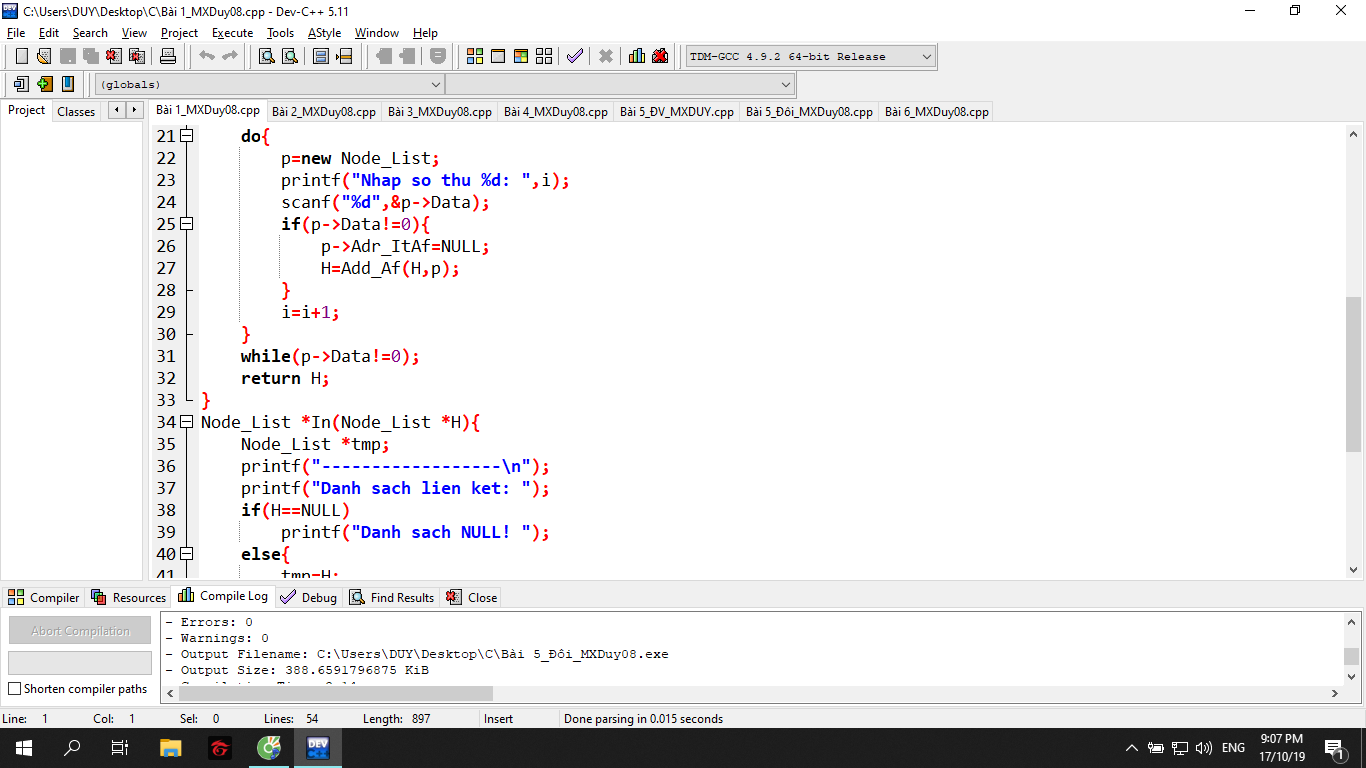 C:\Users\DUY\Desktop\C\Bài 1_MXDuy08.cpp - Dev-C++ 5.11
File Edit Search View Project Execute Tools AStyle Window Help
TDM-GCC 4.9.2 64-bit Release
(globals)
Project Classes Bài 1_MXDuy08.cpp Bài 2_MXDuy08.cpp Bài 3_MXDuy08.cpp Bài 4_MXDuy08.cpp Bài 5_ĐV_MXDUY.cpp Bài 5_Đôi_MXDuy08.cpp Bài 6_MXDuy08.cpp
21 do{
22 p=new Node_List;
23 printf("Nhap so thu %d: ",i);
24 scanf("%d",&p->Data);
25 if(p->Data!=0){
26 p->Adr_ItAf=NULL;
27 H=Add_Af(H,p);
28 }
29 i=i+1;
30 }
31 while(p->Data!=0);
32 return H;
33 }
34 Node_List *In(Node_List *H){
35 Node_List *tmp;
36 printf("------------------\n");
37 printf("Danh sach lien ket: ");
38 if(H==NULL)
39 printf("Danh sach NULL! ");
40 else{
41 tmp=H;
Compiler Resources Compile Log Debug Find Results Close
Abort Compilation
Shorten compiler paths
- Errors: 0
- Warnings: 0
- Output Filename: C:\Users\DUY\Desktop\C\Bài 5_Đôi_MXDuy08.exe
- Output Size: 388.6591796875 KiB
Line: 1 Col: 1 Sel: 0 Lines: 54 Length: 897 Insert Done parsing in 0.015 seconds
DEV C++
ENG
9:07 PM
17/10/19
1